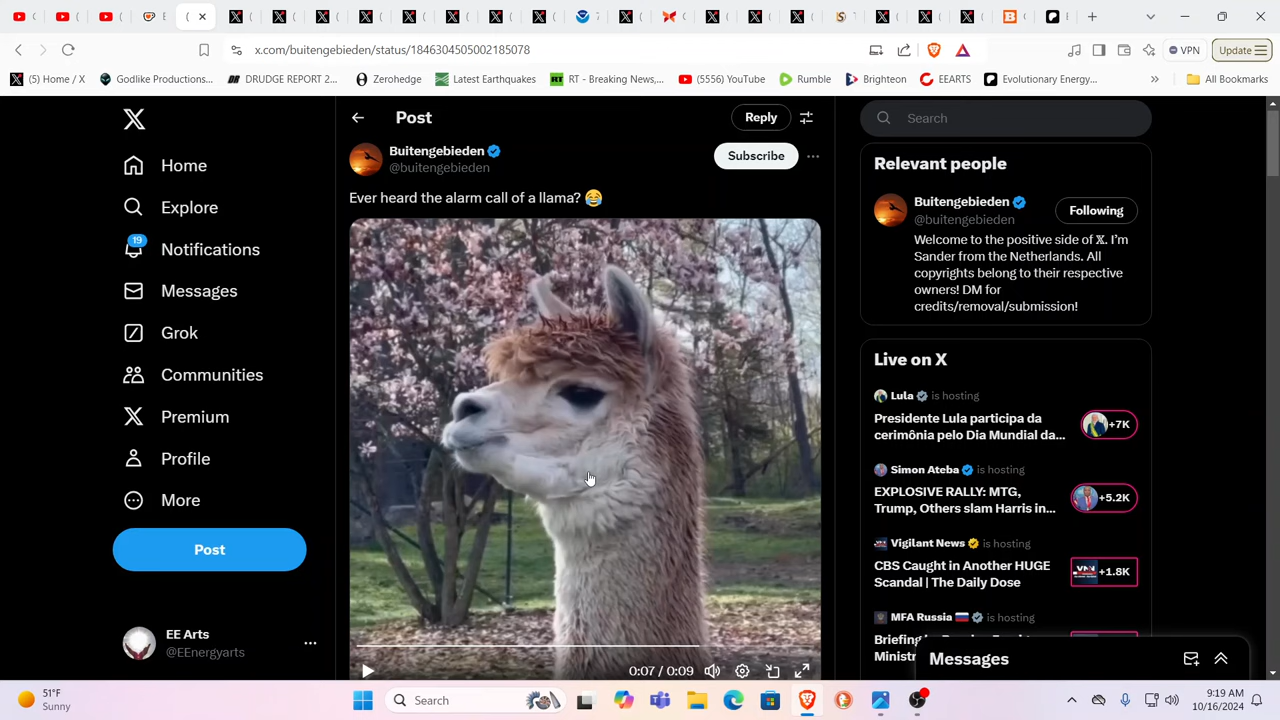 x.com/buitengebieden/status/1846304505002185078
VPN
Update
(5) Home / X
Godlike Productions...
DRUDGE REPORT 2...
Zerohedge
Latest Earthquakes
RT - Breaking News,...
(5556) YouTube
Rumble
Brighteon
EEARTS
Evolutionary Energy...
All Bookmarks
Home
Explore
19
Notifications
Messages
Grok
Communities
Premium
Profile
More
Post
EE Arts
@EEnergyarts
Post
Reply
Buitengebieden
@buitengebieden
Subscribe
Ever heard the alarm call of a llama? 😂
0:07 / 0:09
Search
Relevant people
Buitengebieden
@buitengebieden
Following
Welcome to the positive side of 𝕏. I'm
Sander from the Netherlands. All
copyrights belong to their respective
owners! DM for
credits/removal/submission!
Live on X
Lula is hosting
Presidente Lula participa da
cerimônia pelo Dia Mundial da...
+7K
Simon Ateba is hosting
EXPLOSIVE RALLY: MTG,
Trump, Others slam Harris in...
+5.2K
Vigilant News is hosting
CBS Caught in Another HUGE
Scandal | The Daily Dose
+1.8K
MFA Russia 🇷🇺 is hosting
Messages
51°F
Sunny
Search
9:19 AM
10/16/2024